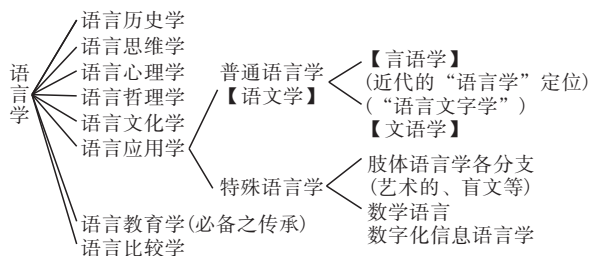 语言学
语言历史学
语言思维学
语言心理学
语言哲理学
语言文化学
语言应用学
语言教育学(必备之传承)
语言比较学
普通语言学
【语文学】
特殊语言学
【言语学】
(近代的“语言学”定位)
(“语言文字学”)
【文语学】
肢体语言学各分支
(艺术的、盲文等)
数学语言
数字化信息语言学